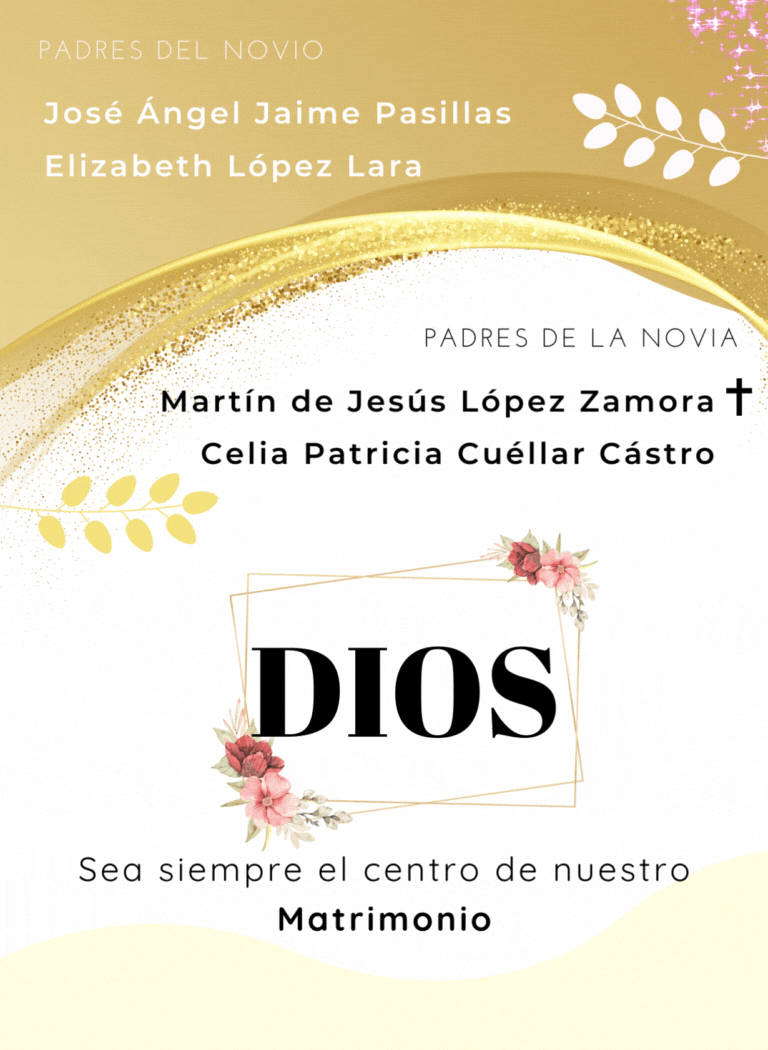 PADRES DEL NOVIO
José Ángel Jaime Pasillas
Elizabeth López Lara
PADRES DE LA NOVIA
Martín de Jesús López Zamora ✝
Celia Patricia Cuéllar Cástro
DIOS
Sea siempre el centro de nuestro
Matrimonio